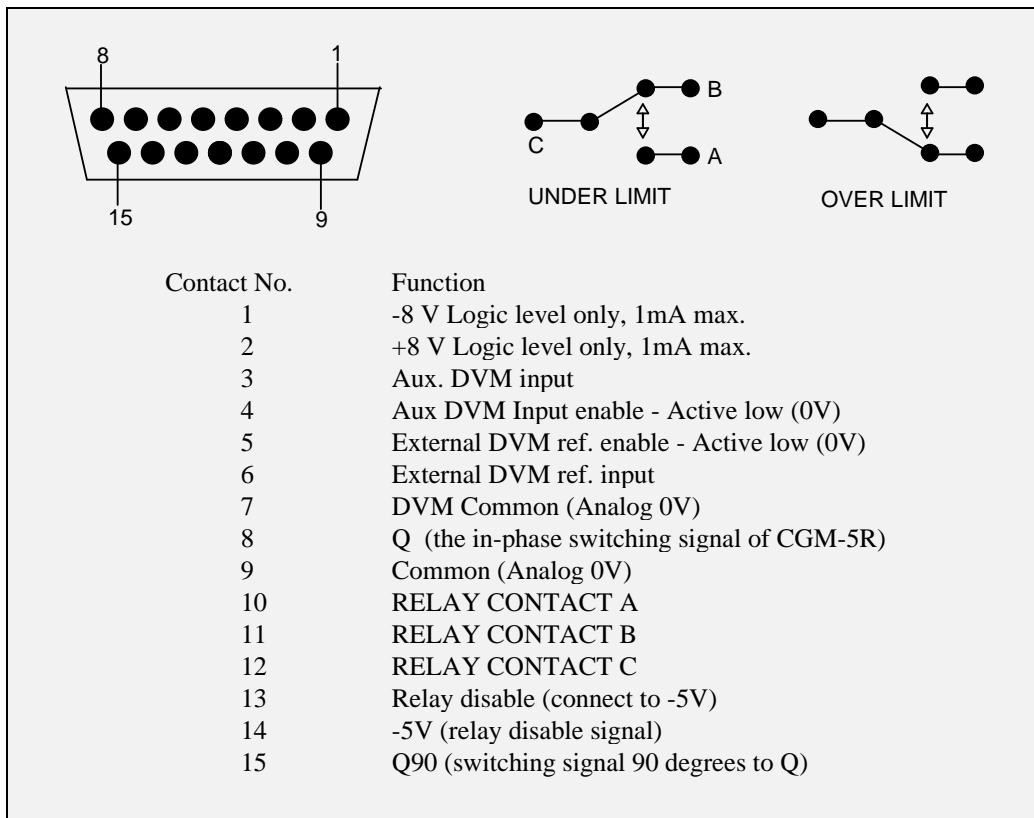 8 1
B
C
A
15 9
UNDER LIMIT
OVER LIMIT
Contact No. Function
1 -8 V Logic level only, 1mA max.
2 +8 V Logic level only, 1mA max.
3 Aux. DVM input
4 Aux DVM Input enable - Active low (0V)
5 External DVM ref. enable - Active low (0V)
6 External DVM ref. input
7 DVM Common (Analog 0V)
8 Q (the in-phase switching signal of CGM-5R)
9 Common (Analog 0V)
10 RELAY CONTACT A
11 RELAY CONTACT B
12 RELAY CONTACT C
13 Relay disable (connect to -5V)
14 -5V (relay disable signal)
15 Q90 (switching signal 90 degrees to Q)